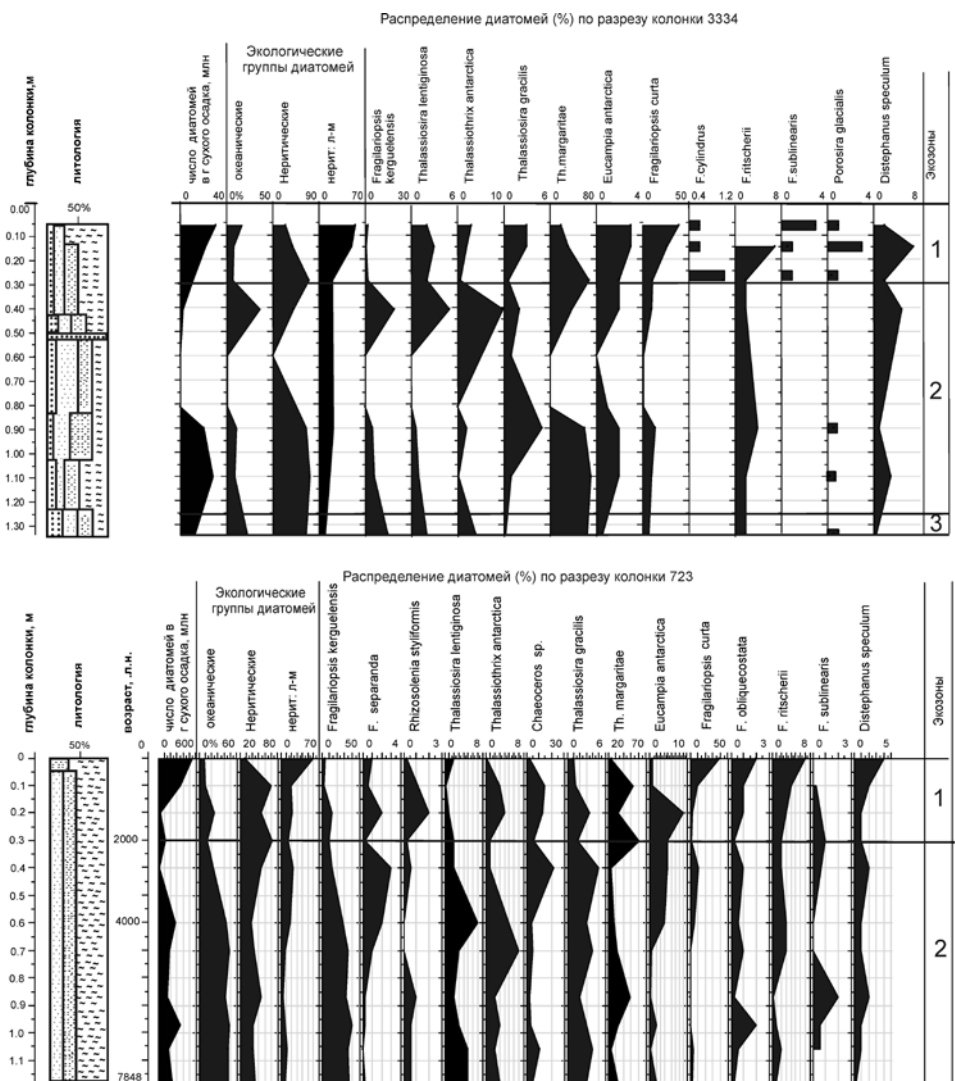 Распределение диатомей (%) по разрезу колонки 3334
глубина колонки,м
литология
число диатомей
в г сухого осадка, млн
Экологические
группы диатомей
океанические
Неритические
нерит: л-м
Fragilariopsis
kerguelensis
Thalassiosira lentiginosa
Thalassiothrix antarctica
Thalassiosira gracilis
Th.margaritae
Eucampia antarctica
Fragilariopsis curta
F.cylindrus
F.ritscherii
F.sublinearis
Porosira glacialis
Distephanus speculum
Экозоны
50%
0 40 0% 50 0 90 0 70 0 30 0 6 0 10 0 6 0 80 0 4 0 50 0.4 1.2 0 8 0 4 0 4 0 8
0.00
0.10
0.20
0.30
0.40
0.60
0.70
0.80
0.90
1.00
1.10
1.20
1.30
1
2
3
Распределение диатомей (%) по разрезу колонки 723
глубина колонки, м
литология
возраст, .л.н.
число диатомей в
г сухого осадка, млн
Экологические
группы диатомей
океанические
Неритические
нерит: л-м
Fragilariopsis kerguelensis
F. separanda
Rhizosolenia styliformis
Thalassiosira lentiginosa
Thalassiothrix antarctica
Chaeoceros sp.
Thalassiosira gracilis
Th. margaritae
Eucampia antarctica
Fragilariopsis curta
F. obliquecostata
F. ritscherii
F. sublinearis
Distephanus speculum
Экозоны
50%
0 0 600 0% 60 20 80 0 70 0 50 0 4 0 3 0 8 0 8 0 30 0 6 20 70 0 10 0 50 0 3 0 8 0 3 0 5
0
0.1
0.2
0.3
0.4
0.6
0.7
0.8
0.9
1.0
1.1
2000
4000
7848
1
2